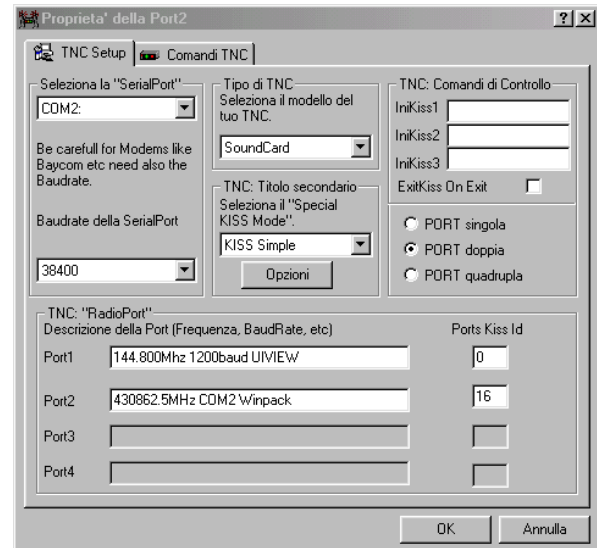 Proprieta' della Port2
TNC Setup
Comandi TNC
Seleziona la "SerialPort"
COM2:
Be carefull for Modems like
Baycom etc need also the
Baudrate.
Baudrate della SerialPort
38400
Tipo di TNC
Seleziona il modello del
tuo TNC.
SoundCard
TNC: Titolo secondario
Seleziona il "Special
KISS Mode".
KISS Simple
Opzioni
TNC: Comandi di Controllo
IniKiss1
IniKiss2
IniKiss3
ExitKiss On Exit
PORT singola
PORT doppia
PORT quadrupla
TNC: "RadioPort"
Descrizione della Port (Frequenza, BaudRate, etc)
Ports Kiss Id
Port1
144.800Mhz 1200baud UIVIEW
0
Port2
430862.5MHz COM2 Winpack
16
Port3
Port4
OK
Annulla